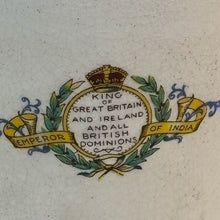 KING
OF
GREAT BRITAIN
AND IRELAND
AND ALL
BRITISH
DOMINIONS
EMPEROR OF INDIA